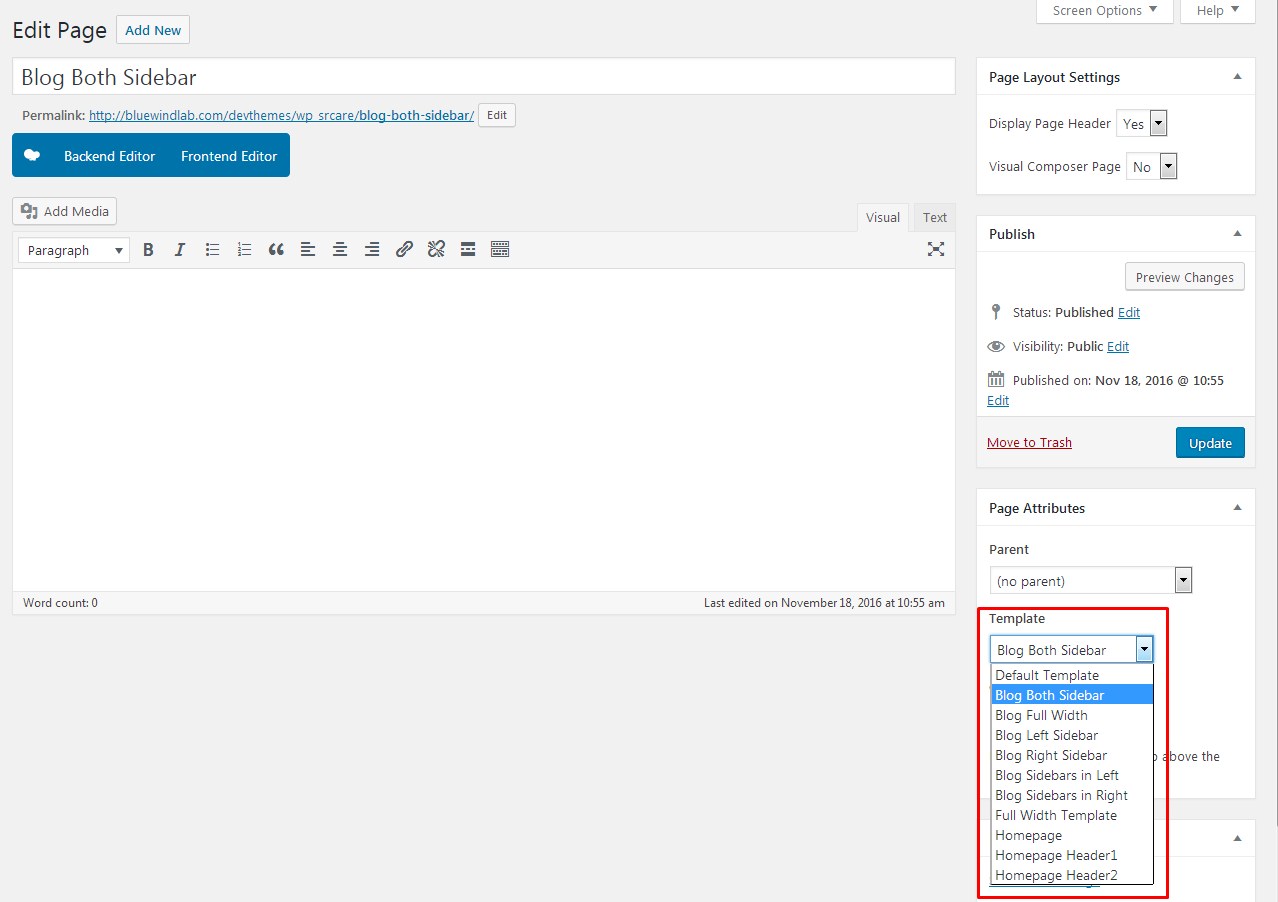 Screen Options Help
Edit Page Add New
Blog Both Sidebar
Permalink: http://bluewindlab.com/devthemes/wp_srcare/blog-both-sidebar/ Edit
Backend Editor Frontend Editor
Add Media
Visual Text
Paragraph
Word count: 0
Last edited on November 18, 2016 at 10:55 am
Page Layout Settings
Display Page Header Yes
Visual Composer Page No
Publish
Preview Changes
Status: Published Edit
Visibility: Public Edit
Published on: Nov 18, 2016 @ 10:55
Edit
Move to Trash Update
Page Attributes
Parent
(no parent)
Template
Blog Both Sidebar
Default Template
Blog Both Sidebar
Blog Full Width
Blog Left Sidebar
Blog Right Sidebar
above the
Blog Sidebars in Left
Blog Sidebars in Right
Full Width Template
Homepage
Homepage Header1
Homepage Header2